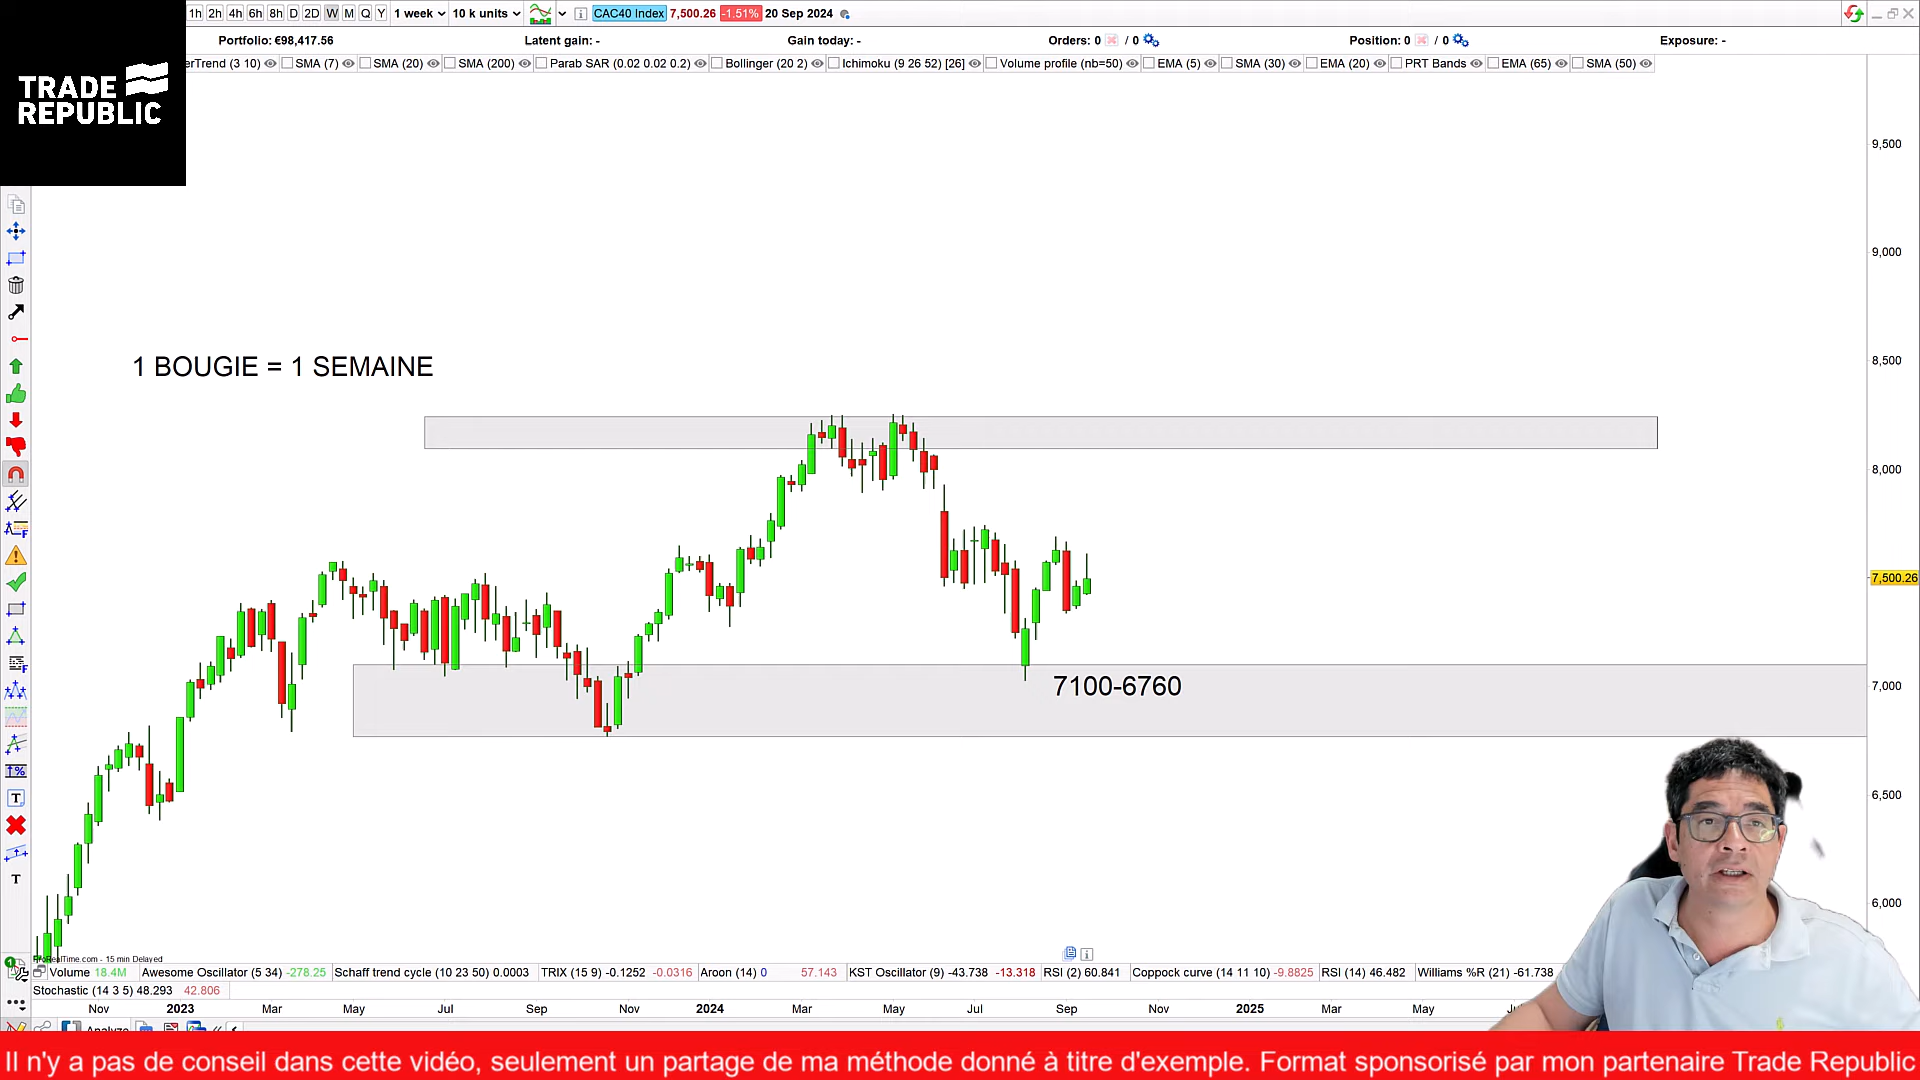 1h 2h 4h 6h 8h D 2D W M Q Y 1 week 10 k units CAC40 Index 7,500.26 -1.51% 20 Sep 2024
Portfolio: €98,417.56 Latent gain: - Gain today: - Orders: 0 / 0 Position: 0 / 0 Exposure: -
TRADE
REPUBLIC
erTrend (3 10) SMA (7) SMA (20) SMA (200) Parab SAR (0.02 0.02 0.2) Bollinger (20 2) Ichimoku (9 26 52) [26] Volume profile (nb=50) EMA (5) SMA (30) EMA (20) PRT Bands EMA (65) SMA (50)
9,500
9,000
1 BOUGIE = 1 SEMAINE
8,500
8,000
7,500.26
7100-6760
7,000
6,500
6,000
ProRealTime.com - 15 min Delayed
Volume 18.4M Awesome Oscillator (5 34) -278.25 Schaff trend cycle (10 23 50) 0.0003 TRIX (15 9) -0.1252 -0.0316 Aroon (14) 0 57.143 KST Oscillator (9) -43.738 -13.318 RSI (2) 60.841 Coppock curve (14 11 10) -9.8825 RSI (14) 46.482 Williams %R (21) -61.738
Stochastic (14 3 5) 48.293 42.806
Nov 2023 Mar May Jul Sep Nov 2024 Mar May Jul Sep Nov 2025 Mar May
Analyze
Il n'y a pas de conseil dans cette vidéo, seulement un partage de ma méthode donné à titre d'exemple. Format sponsorisé par mon partenaire Trade Republic